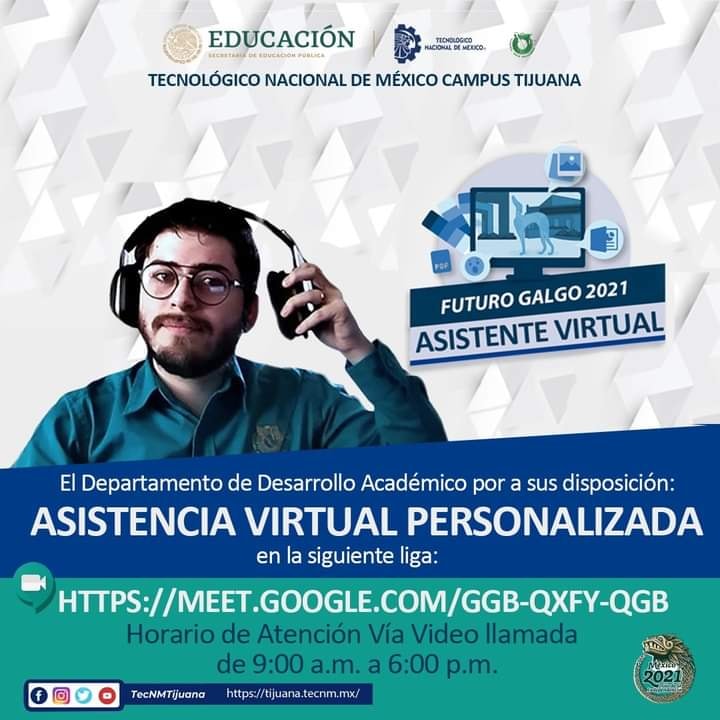 EDUCACIÓN
SECRETARÍA DE EDUCACIÓN PÚBLICA
TECNOLÓGICO
NACIONAL DE MÉXICO
TECNOLÓGICO NACIONAL DE MÉXICO CAMPUS TIJUANA
PDF
FUTURO GALGO 2021
ASISTENTE VIRTUAL
El Departamento de Desarrollo Académico por a sus disposición:
ASISTENCIA VIRTUAL PERSONALIZADA
en la siguiente liga:
HTTPS://MEET.GOOGLE.COM/GGB-QXFY-QGB
Horario de Atención Vía Video llamada
de 9:00 a.m. a 6:00 p.m.
TecNMTijuana https://tijuana.tecnm.mx/
México
2021